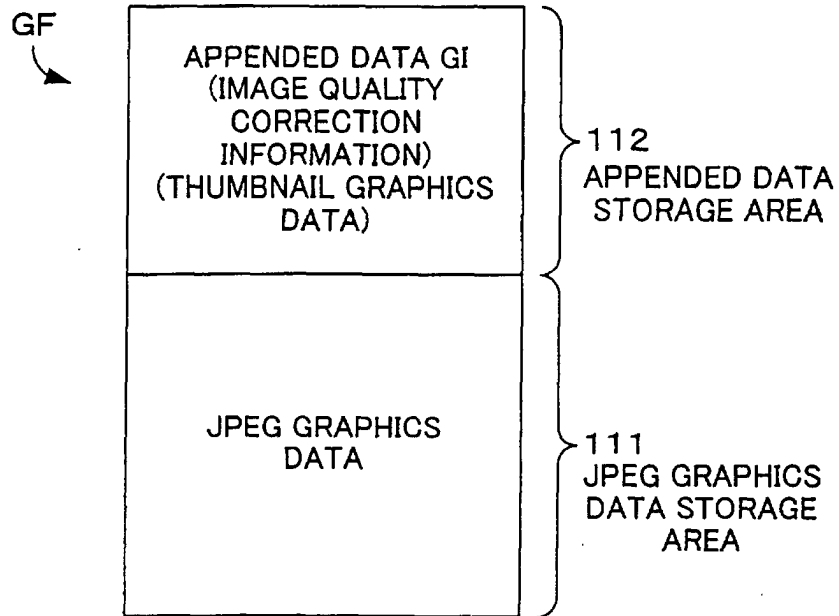 GF
APPENDED DATA GI
(IMAGE QUALITY
CORRECTION
INFORMATION)
(THUMBNAIL GRAPHICS
DATA)
112
APPENDED DATA
STORAGE AREA
JPEG GRAPHICS
DATA
111
JPEG GRAPHICS
DATA STORAGE
AREA